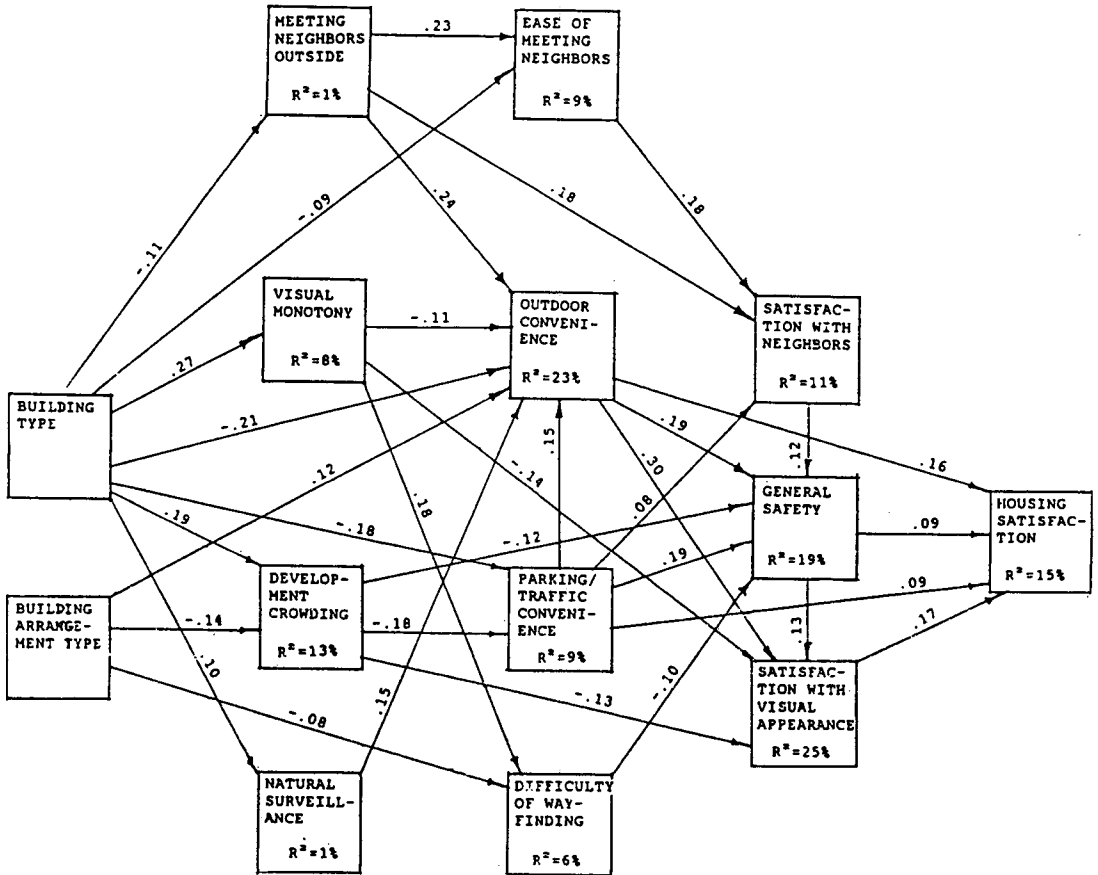 MEETING
NEIGHBORS
OUTSIDE
R²=1%
.23
EASE OF
MEETING
NEIGHBORS
R²=9%
-.11
-.09
.24
.18
.18
VISUAL
MONOTONY
R²=8%
-.11
OUTDOOR
CONVENI-
ENCE
R²=23%
SATISFAC-
TION WITH
NEIGHBORS
R²=11%
.27
BUILDING
TYPE
-.21
.12
.18
.15
-.14
.19
.30
.08
.12
.16
.19
-.18
-.12
.19
GENERAL
SAFETY
R²=19%
.09
HOUSING
SATISFAC-
TION
R²=15%
BUILDING
ARRANGE-
MENT TYPE
-.14
DEVELOP-
MENT
CROWDING
R²=13%
-.18
PARKING/
TRAFFIC
CONVENI-
ENCE
R²=9%
.09
.13
.17
.10
-.08
.15
-.13
-.10
SATISFAC-
TION WITH
VISUAL
APPEARANCE
R²=25%
NATURAL
SURVEILL-
ANCE
R²=1%
DIFFICULTY
OF WAY-
FINDING
R²=6%